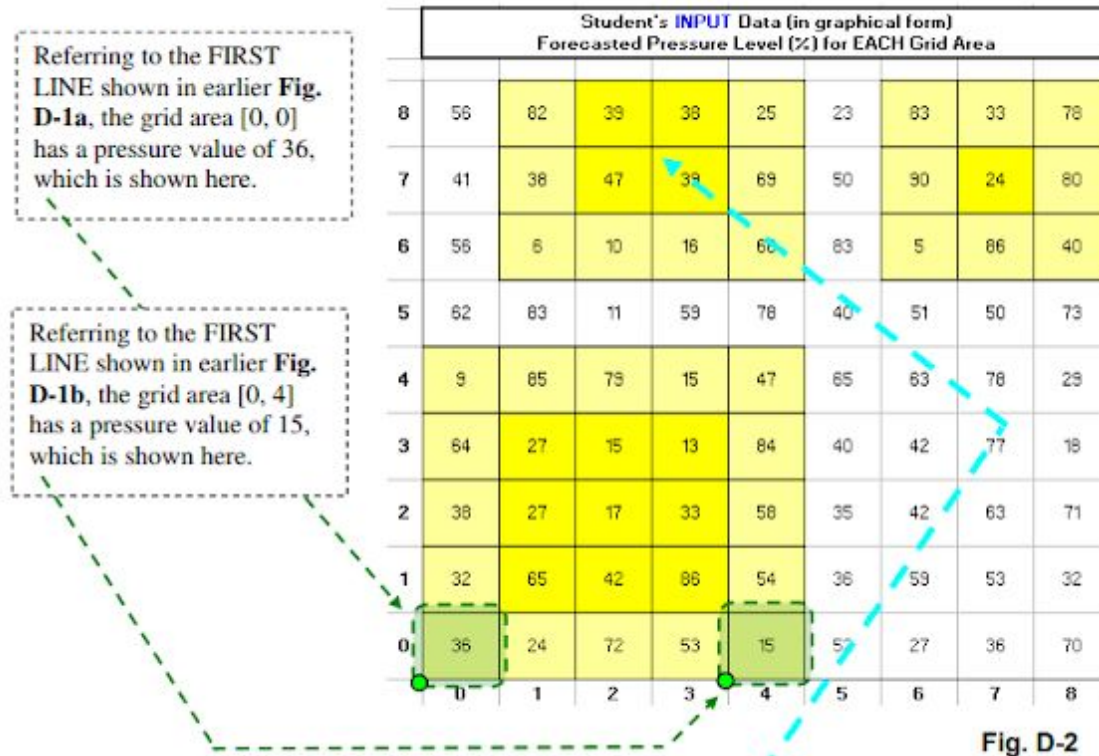 Student's INPUT Data (in graphical form)
Forecasted Pressure Level (%) for EACH Grid Area
Referring to the FIRST
LINE shown in earlier Fig.
D-1a, the grid area [0, 0]
has a pressure value of 36,
which is shown here.
Referring to the FIRST
LINE shown in earlier Fig.
D-1b, the grid area [0, 4]
has a pressure value of 15,
which is shown here.
8 56 82 39 38 25 23 83 33 78
7 41 38 47 39 69 50 90 24 80
6 56 6 10 16 66 83 5 86 40
5 62 83 11 59 78 40 51 50 73
4 9 85 79 15 47 65 63 78 29
3 64 27 15 13 84 40 42 77 18
2 38 27 17 33 58 35 42 63 71
1 32 65 42 86 54 36 59 53 32
0 36 24 72 53 15 52 27 36 70
0 1 2 3 4 5 6 7 8
Fig. D-2